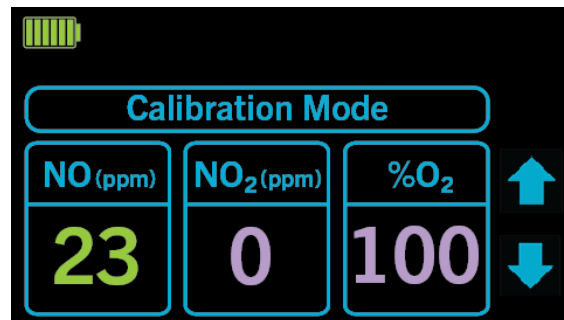 Calibration Mode
NO (ppm) NO₂ (ppm) %O₂
23 0 100